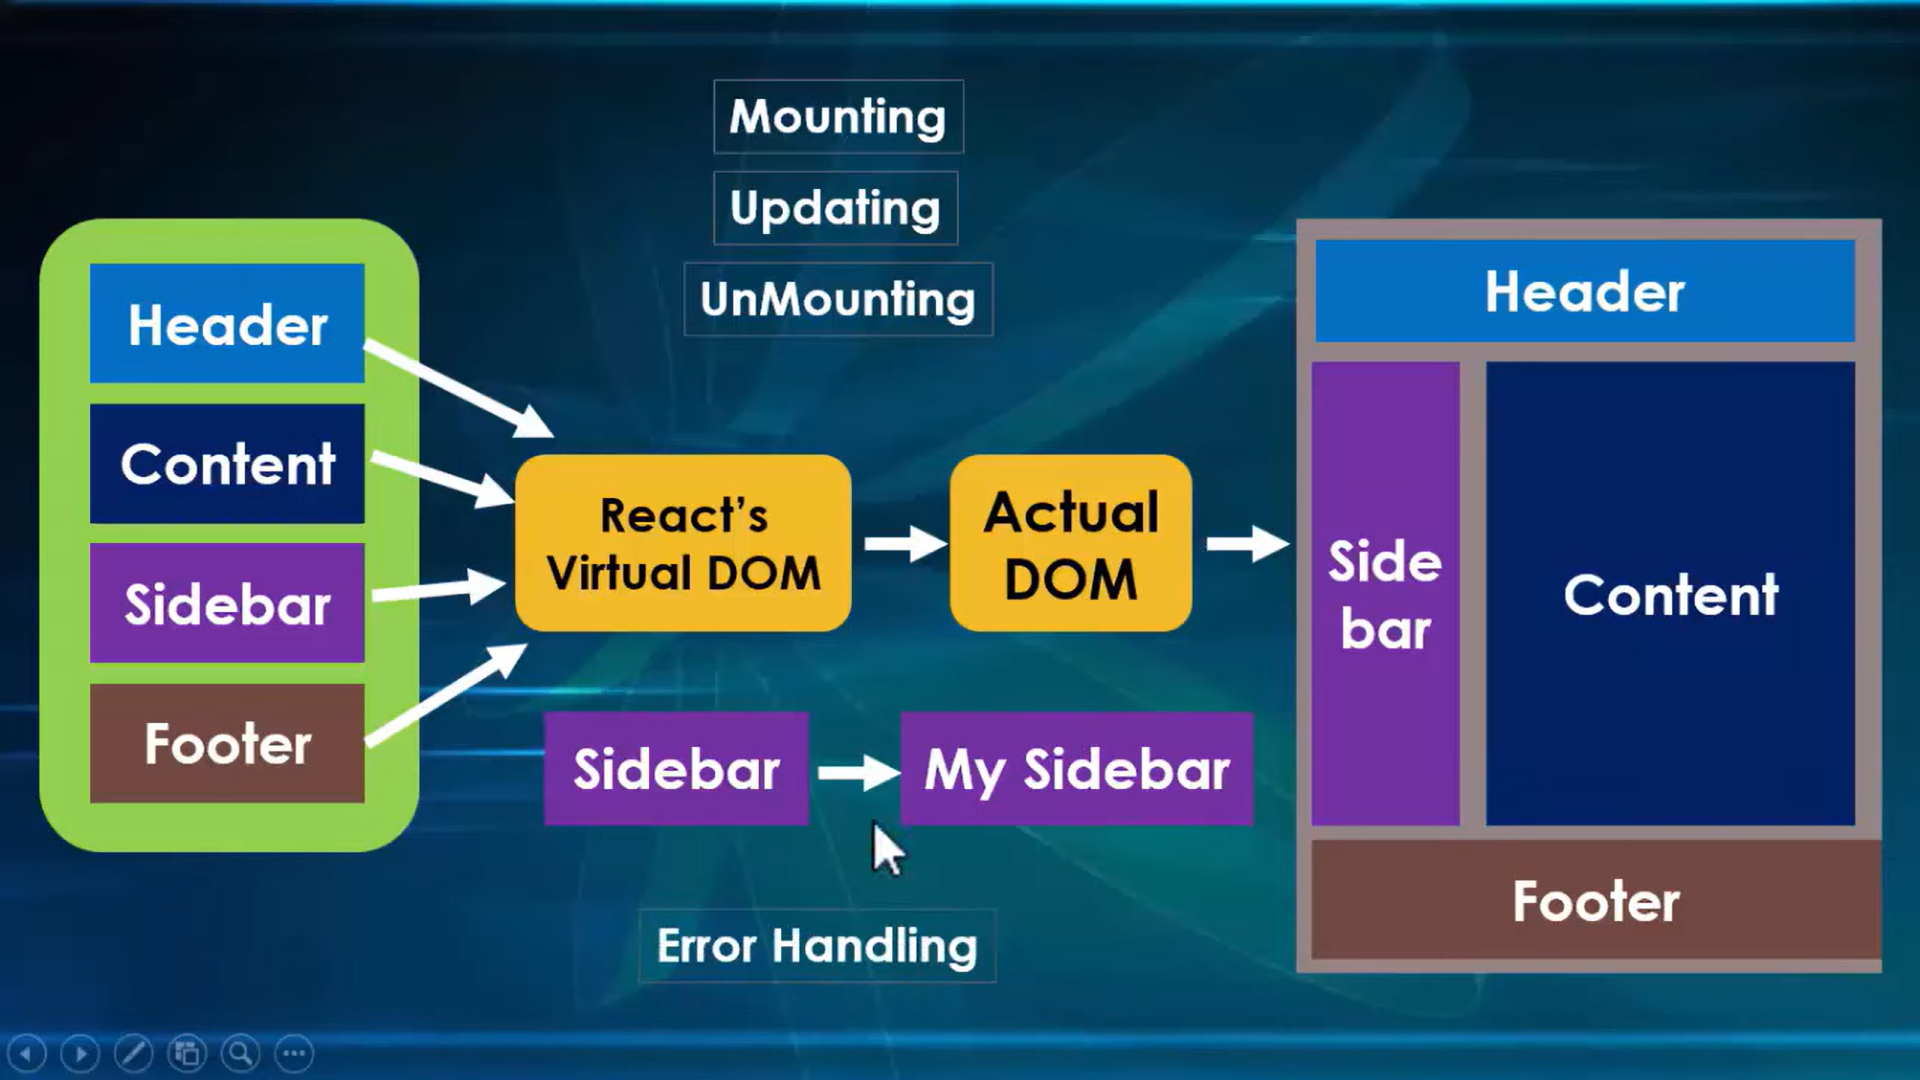 Mounting
Updating
UnMounting
Header
Content
Sidebar
Footer
React’s
Virtual DOM
Actual
DOM
Sidebar
My Sidebar
Error Handling
Header
Side
bar
Content
Footer